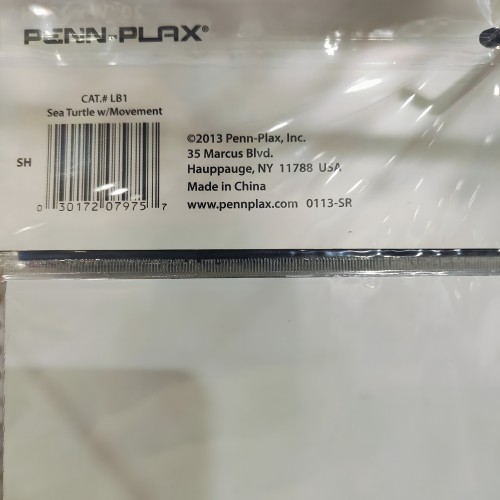 PENN-PLAX®
CAT.# LB1
Sea Turtle w/Movement
SH
0 30172 07975 7
©2013 Penn-Plax, Inc.
35 Marcus Blvd.
Hauppauge, NY 11788 USA
Made in China
www.pennplax.com 0113-SR